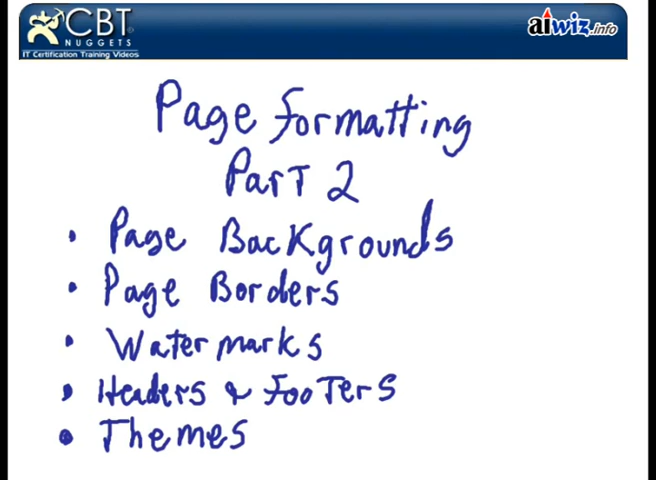 CBT
NUGGETS
IT Certification Training Videos
aiwiz.info
Page Formatting
Part 2
• Page Backgrounds
• Page Borders
• Watermarks
• Headers & Footers
• Themes